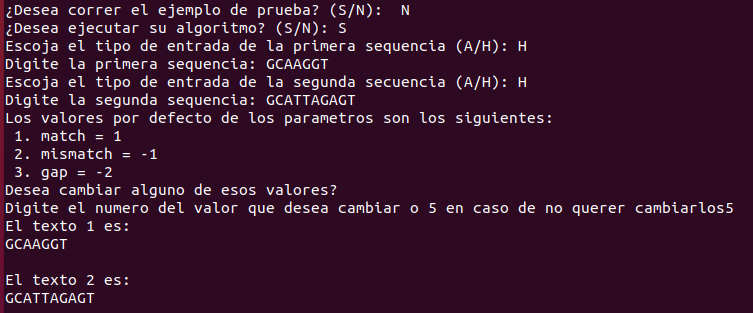 ¿Desea correr el ejemplo de prueba? (S/N):  N
¿Desea ejecutar su algoritmo? (S/N): S
Escoja el tipo de entrada de la primera sequencia (A/H): H
Digite la primera sequencia: GCAAGGT
Escoja el tipo de entrada de la segunda secuencia (A/H): H
Digite la segunda sequencia: GCATTAGAGT
Los valores por defecto de los parametros son los siguientes:
 1. match = 1
 2. mismatch = -1
 3. gap = -2
Desea cambiar alguno de esos valores?
Digite el numero del valor que desea cambiar o 5 en caso de no querer cambiarlos5
El texto 1 es:
GCAAGGT

El texto 2 es:
GCATTAGAGT